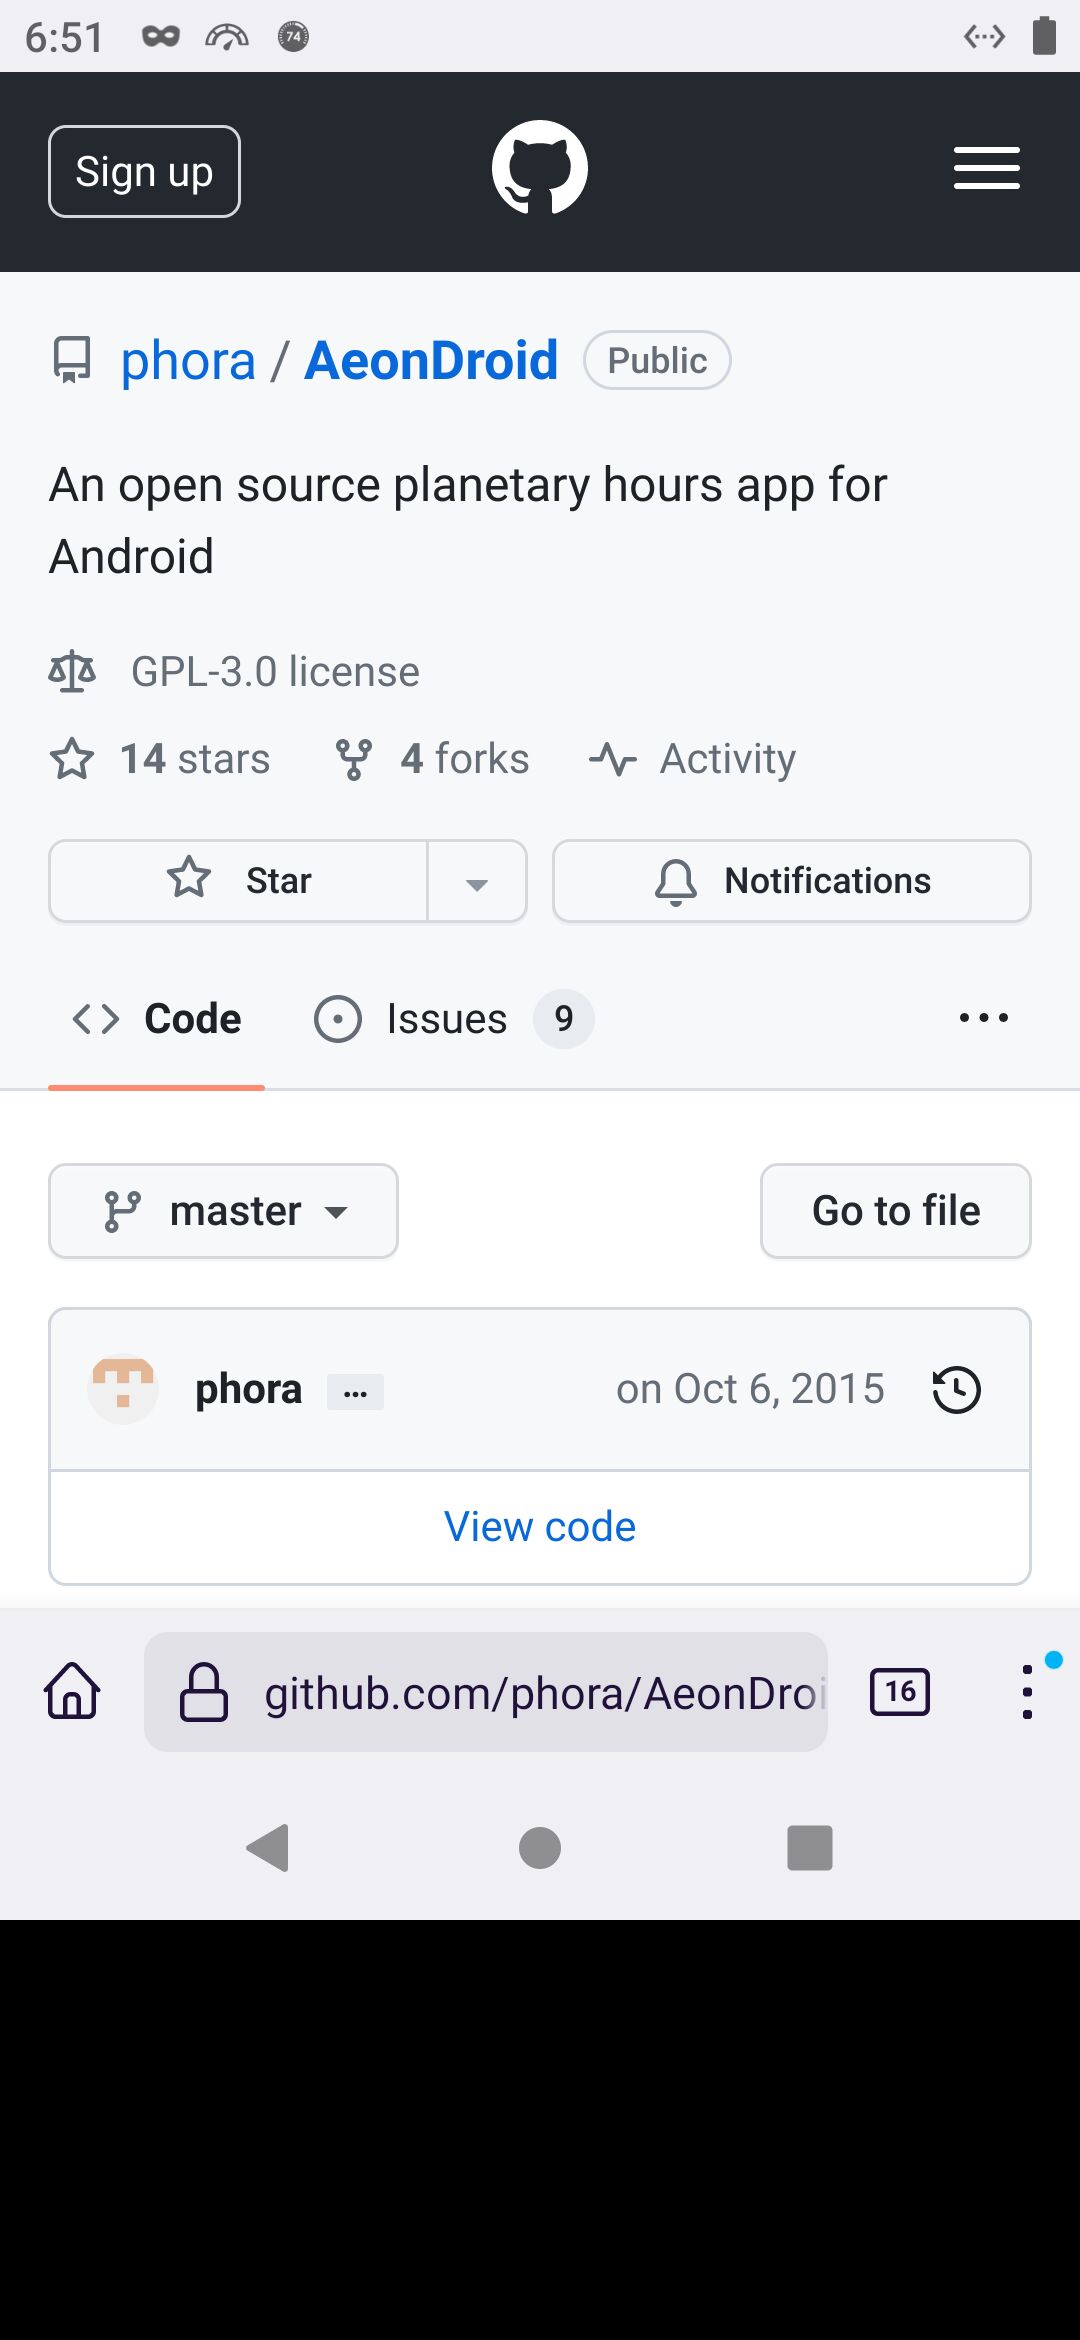 6:51 74
Sign up
phora / AeonDroid Public
An open source planetary hours app for
Android
GPL-3.0 license
14 stars 4 forks Activity
Star Notifications
Code Issues 9
master Go to file
phora ... on Oct 6, 2015
View code
github.com/phora/AeonDroi 16